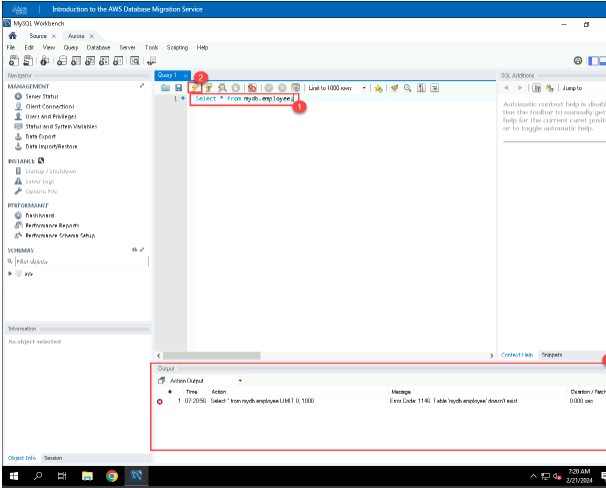 Introduction to the AWS Database Migration Service
MySQL Workbench
Source × Aurora ×
File Edit View Query Database Server Tools Scripting Help
Navigator
MANAGEMENT
Server Status
Client Connections
Users and Privileges
Status and System Variables
Data Export
Data Import/Restore
INSTANCE
Startup / Shutdown
Server Logs
Options File
PERFORMANCE
Dashboard
Performance Reports
Performance Schema Setup
SCHEMAS
Filter objects
sys
Information
No object selected
Object Info Session
Query 1 ×
2
Limit to 1000 rows
1 Select * from mydb.employee;
1
SQL Additions
Jump to
Automatic context help is disabl
Use the toolbar to manually get
help for the current caret positi
or to toggle automatic help.
Context Help Snippets
Output
Action Output
# Time Action Message Duration / Fetch
1 07:20:56 Select * from mydb.employee LIMIT 0, 1000 Error Code: 1146. Table 'mydb.employee' doesn't exist 0.000 sec
7:20 AM
2/21/2024